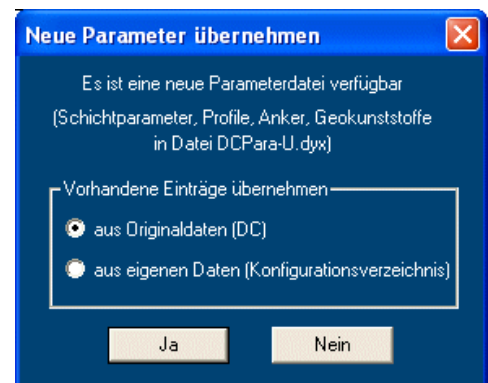 Neue Parameter übernehmen
Es ist eine neue Parameterdatei verfügbar
(Schichtparameter, Profile, Anker, Geokunststoffe
in Datei DCPara-U.dyx)
Vorhandene Einträge übernehmen
aus Originaldaten (DC)
aus eigenen Daten (Konfigurationsverzeichnis)
Ja
Nein